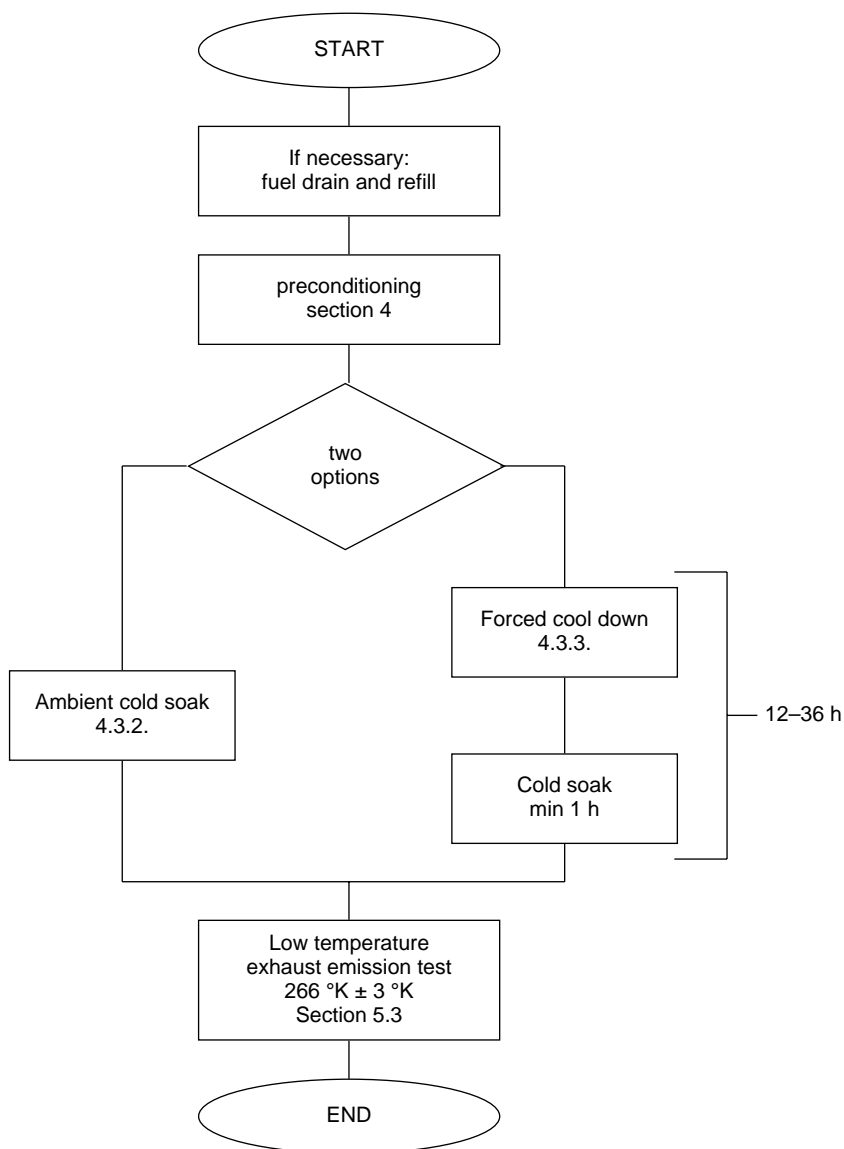 START
If necessary:
fuel drain and refill
preconditioning
section 4
two
options
Forced cool down
4.3.3.
Ambient cold soak
4.3.2.
12–36 h
Cold soak
min 1 h
Low temperature
exhaust emission test
266 °K ± 3 °K
Section 5.3
END